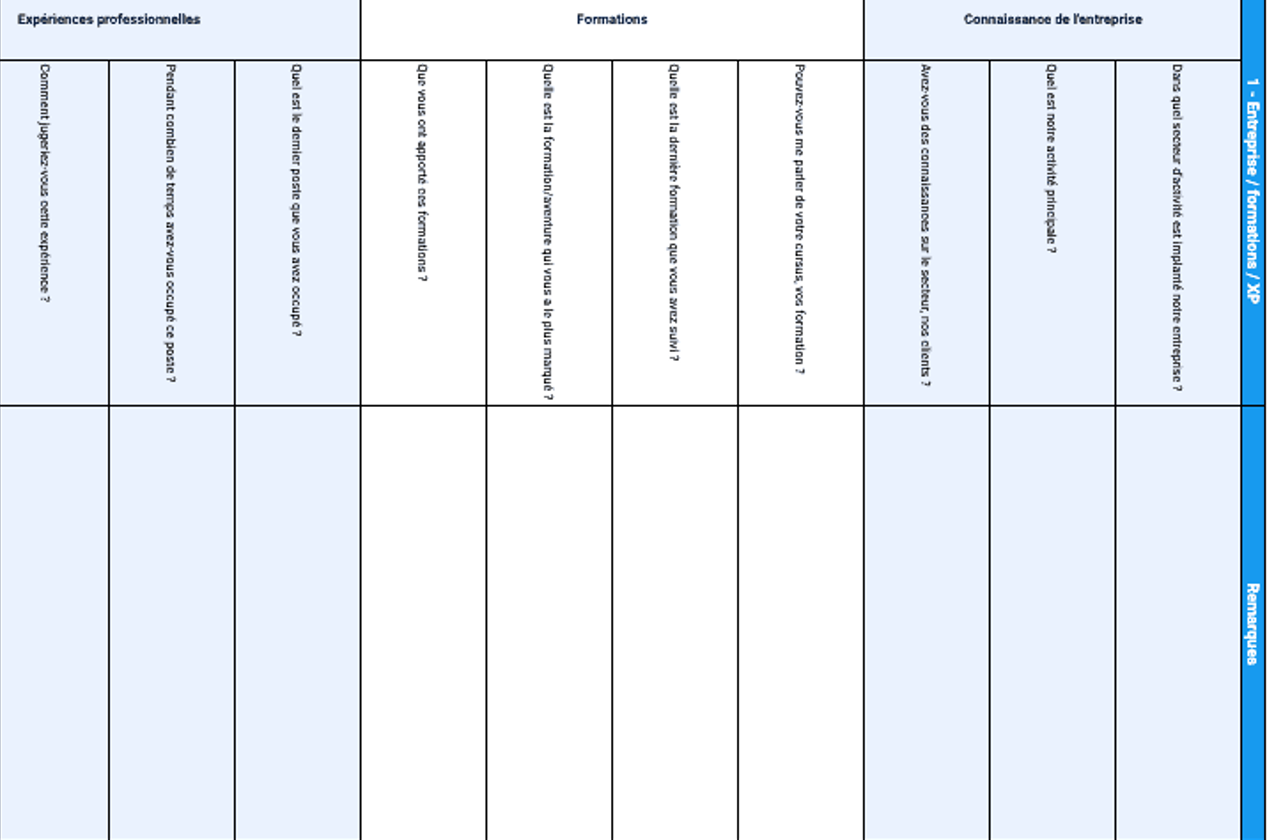 1 - Entreprise / formations / XP
Remarques
Connaissance de l'entreprise
Dans quel secteur d'activité est implanté notre entreprise ?
Quel est notre activité principale ?
Avez-vous des connaissances sur le secteur, nos clients ?
Formations
Pouvez-vous me parler de votre cursus, vos formation ?
Quelle est la dernière formation que vous avez suivi ?
Quelle est la formation/aventure qui vous a le plus marqué ?
Que vous ont apporté ces formations ?
Expériences professionnelles
Quel est le dernier poste que vous avez occupé ?
Pendant combien de temps avez-vous occupé ce poste ?
Comment jugeriez-vous cette expérience ?